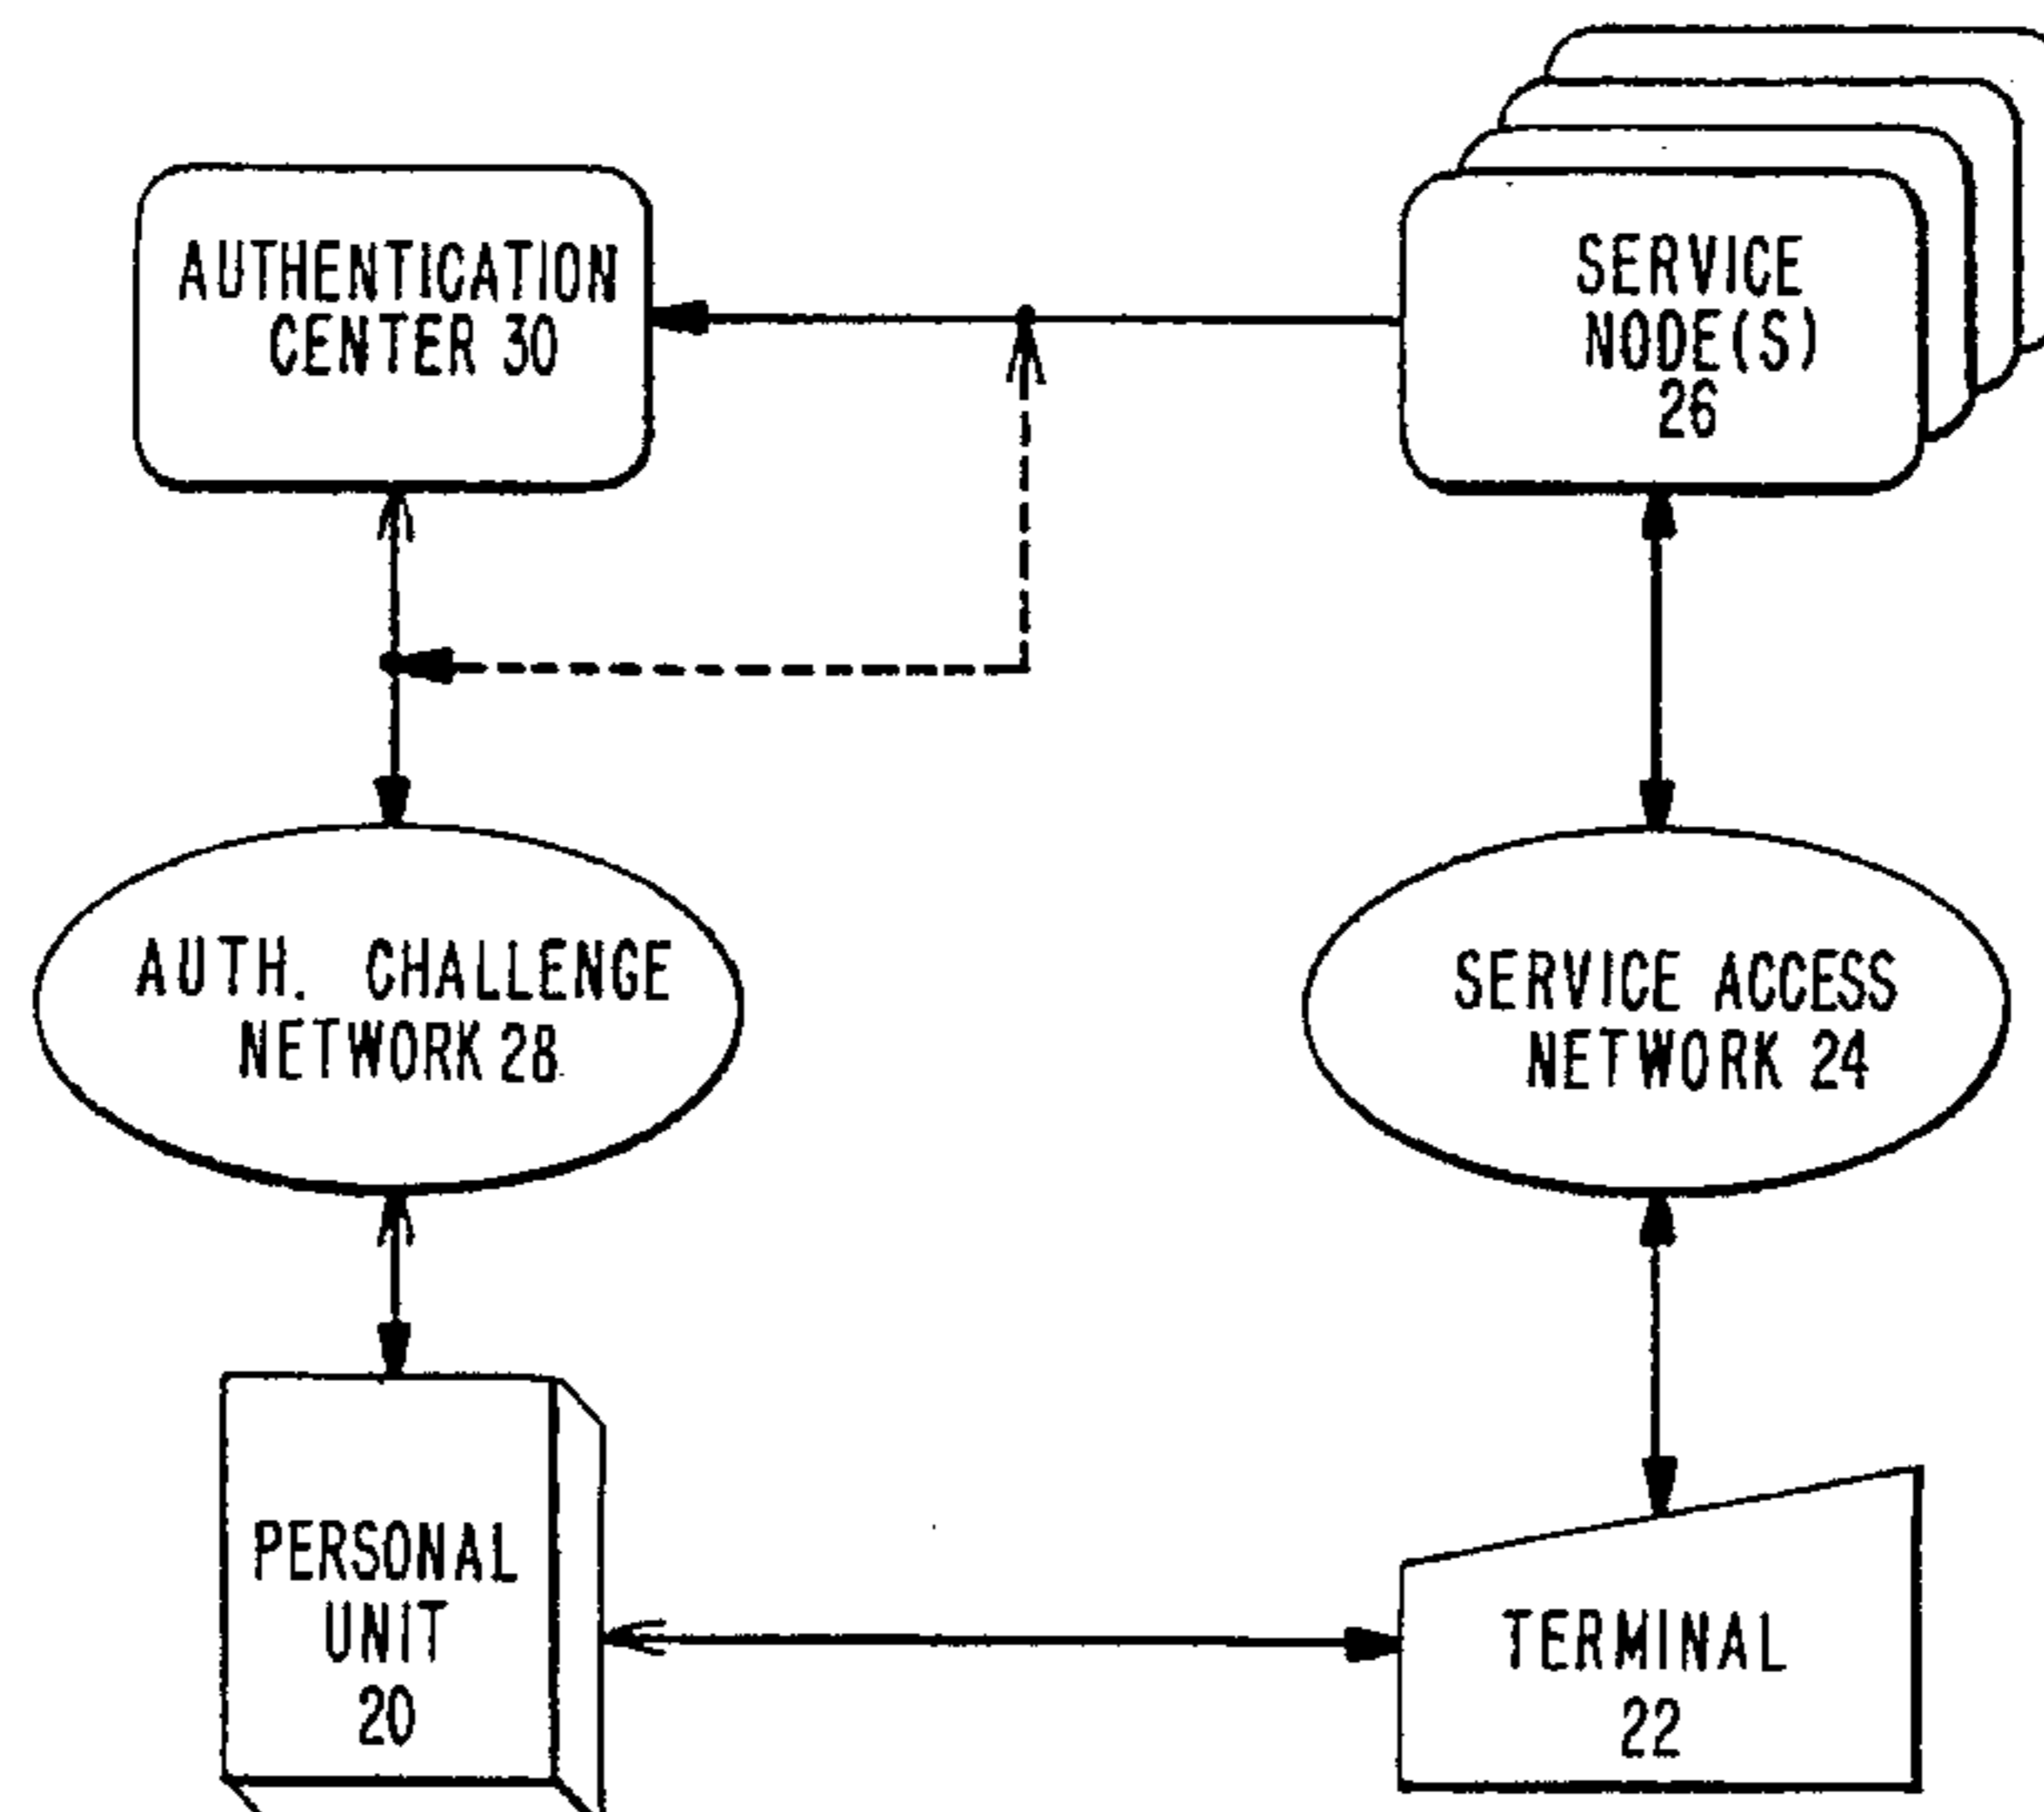 AUTHENTICATION
CENTER 30
SERVICE
NODE(S)
26
AUTH. CHALLENGE
NETWORK 28
SERVICE ACCESS
NETWORK 24
PERSONAL
UNIT
20
TERMINAL
22